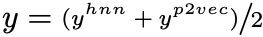 y = (y^{hnn} + y^{p2vec})/2